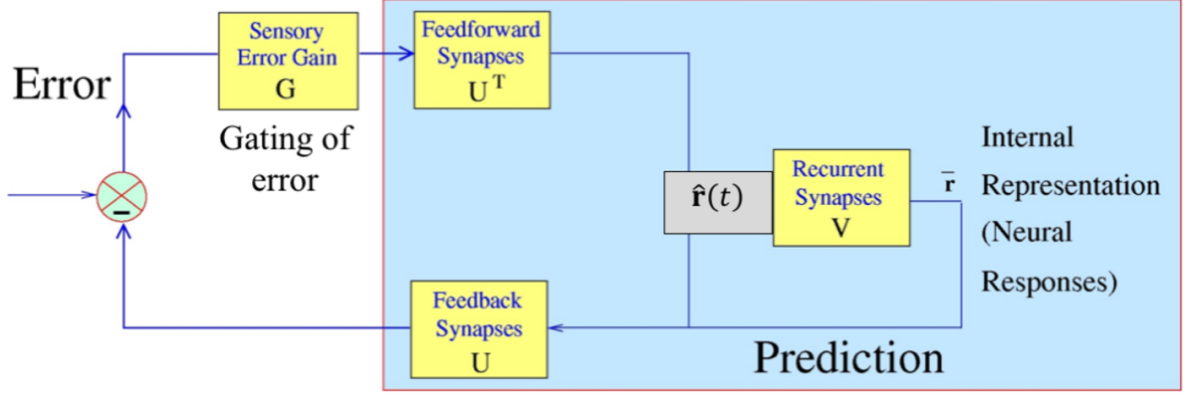 Error
Sensory
Error Gain
G
Gating of
error
Feedforward
Synapses
U^T
r̂(t)
Recurrent
Synapses
V
r̄
Internal
Representation
(Neural
Responses)
−
Feedback
Synapses
U
Prediction